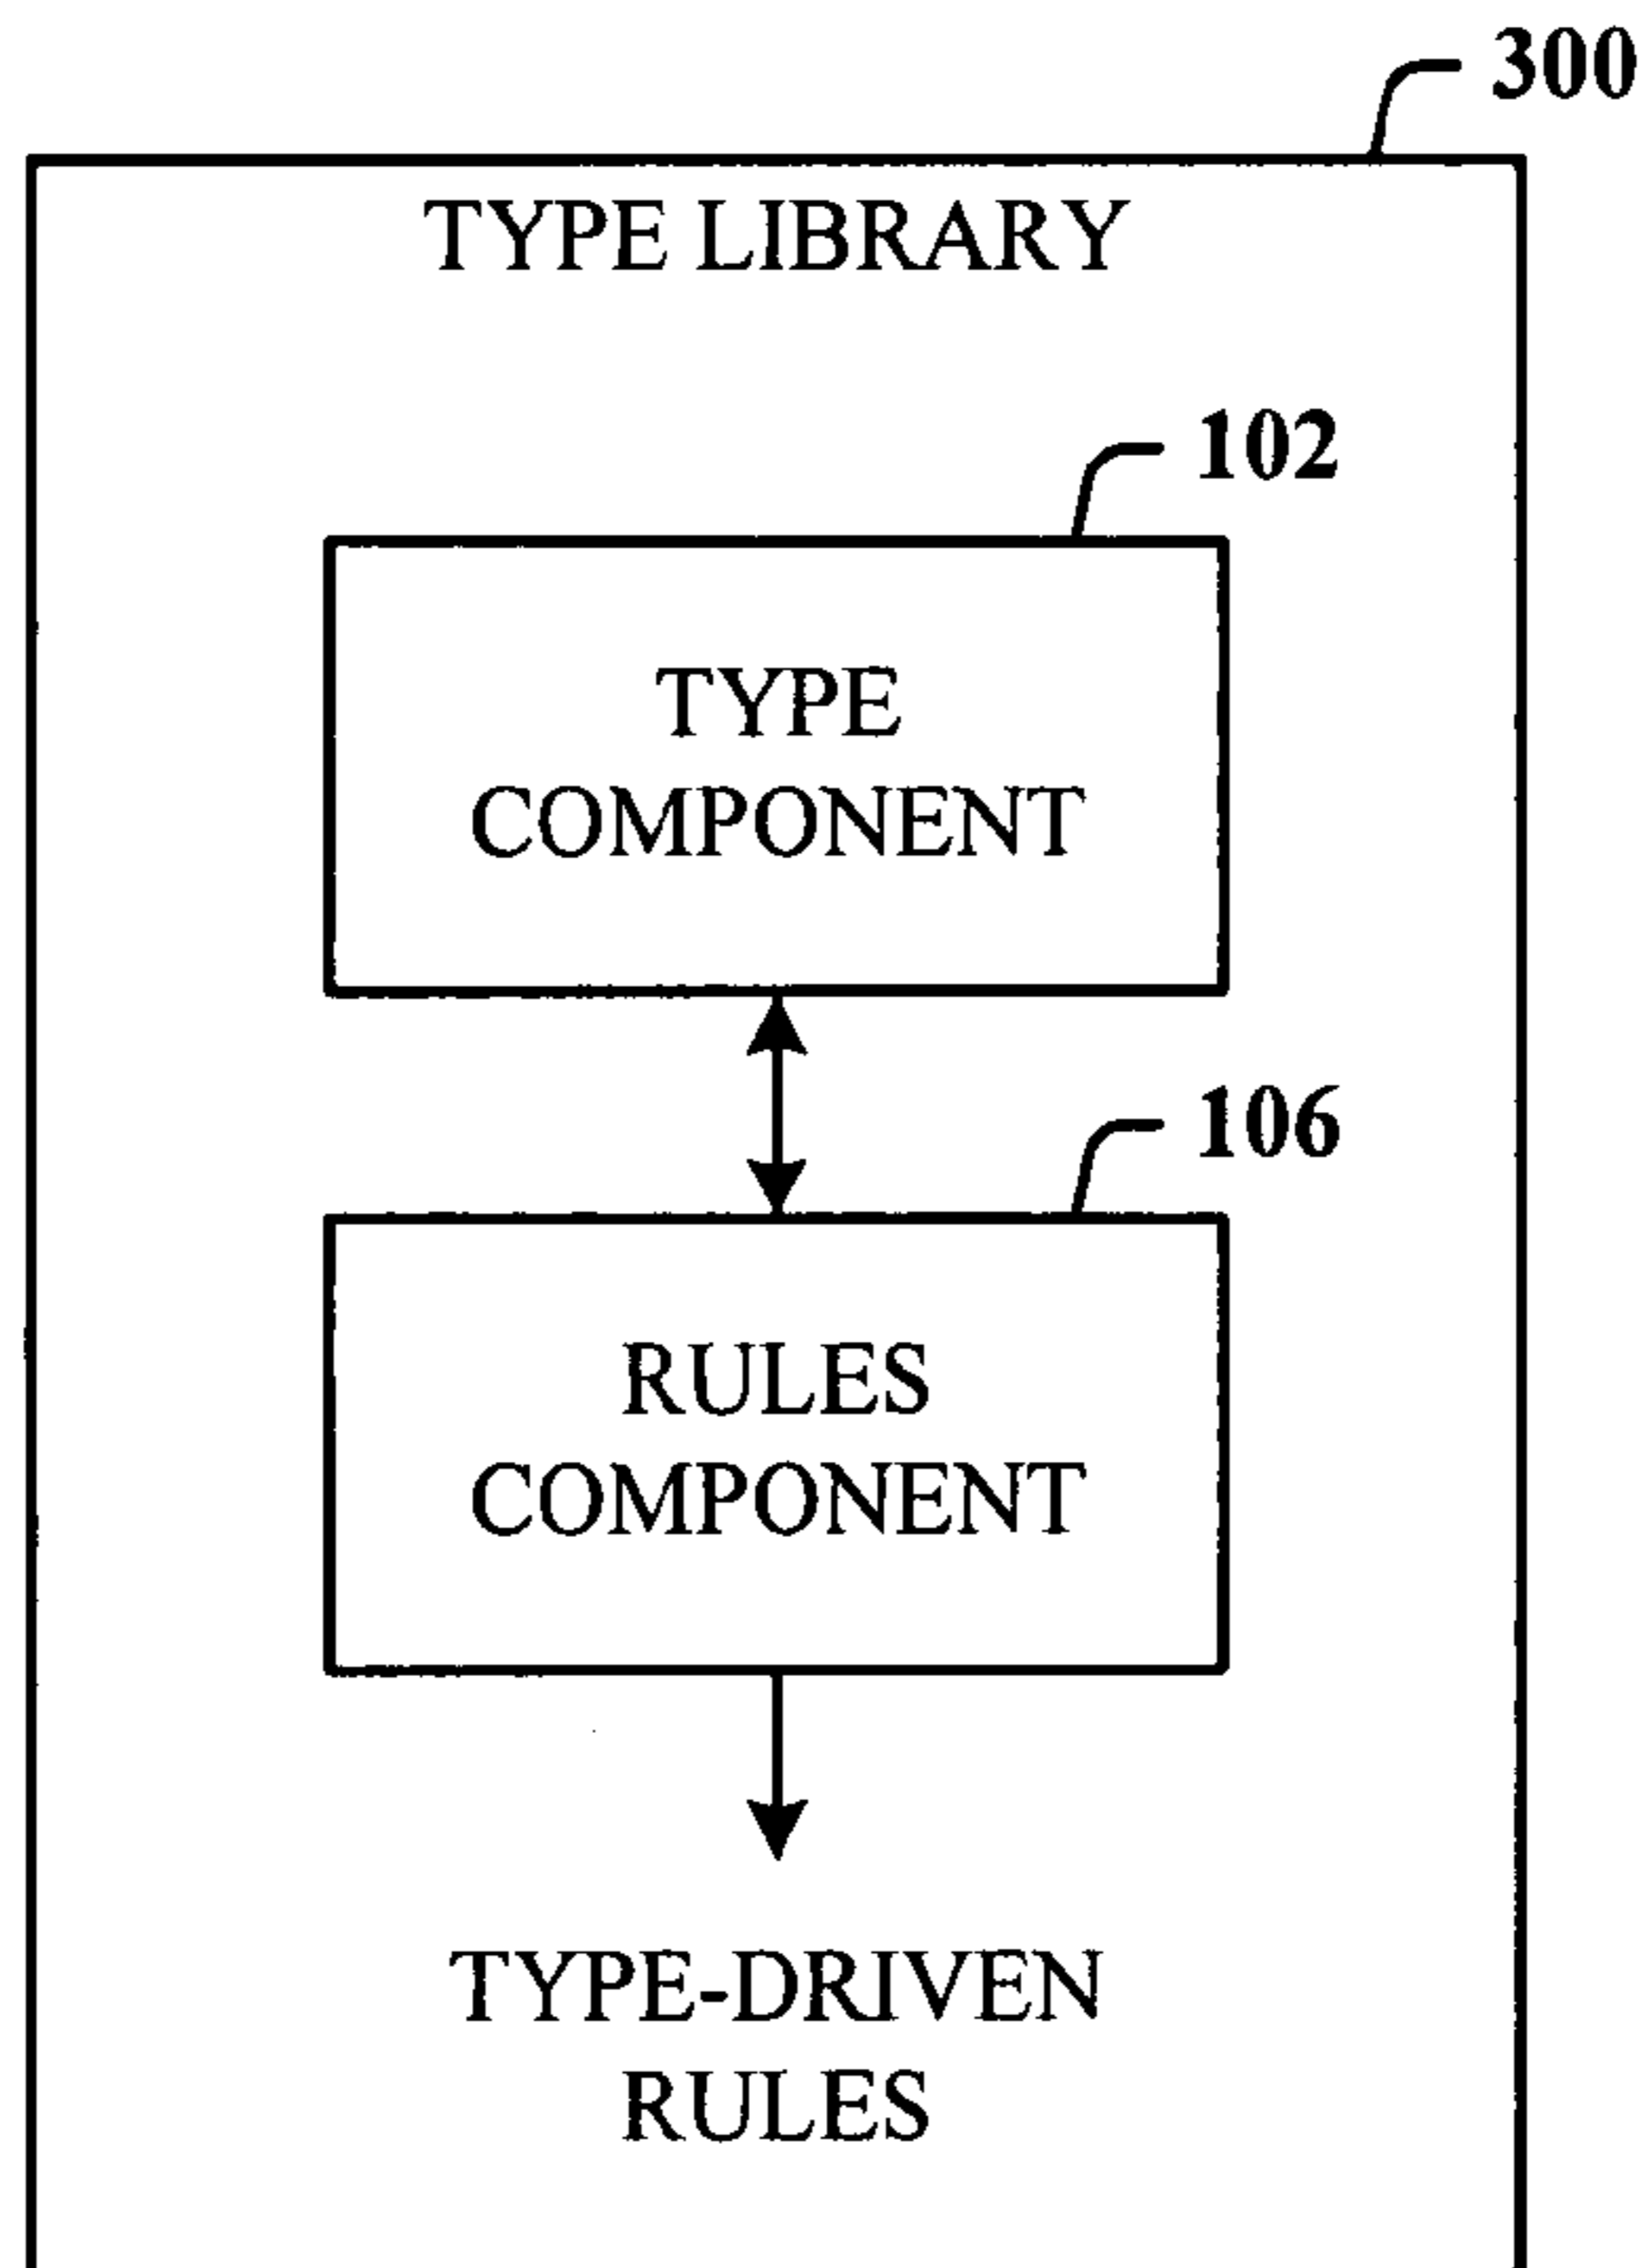 300
TYPE LIBRARY
102
TYPE
COMPONENT
106
RULES
COMPONENT
TYPE-DRIVEN
RULES